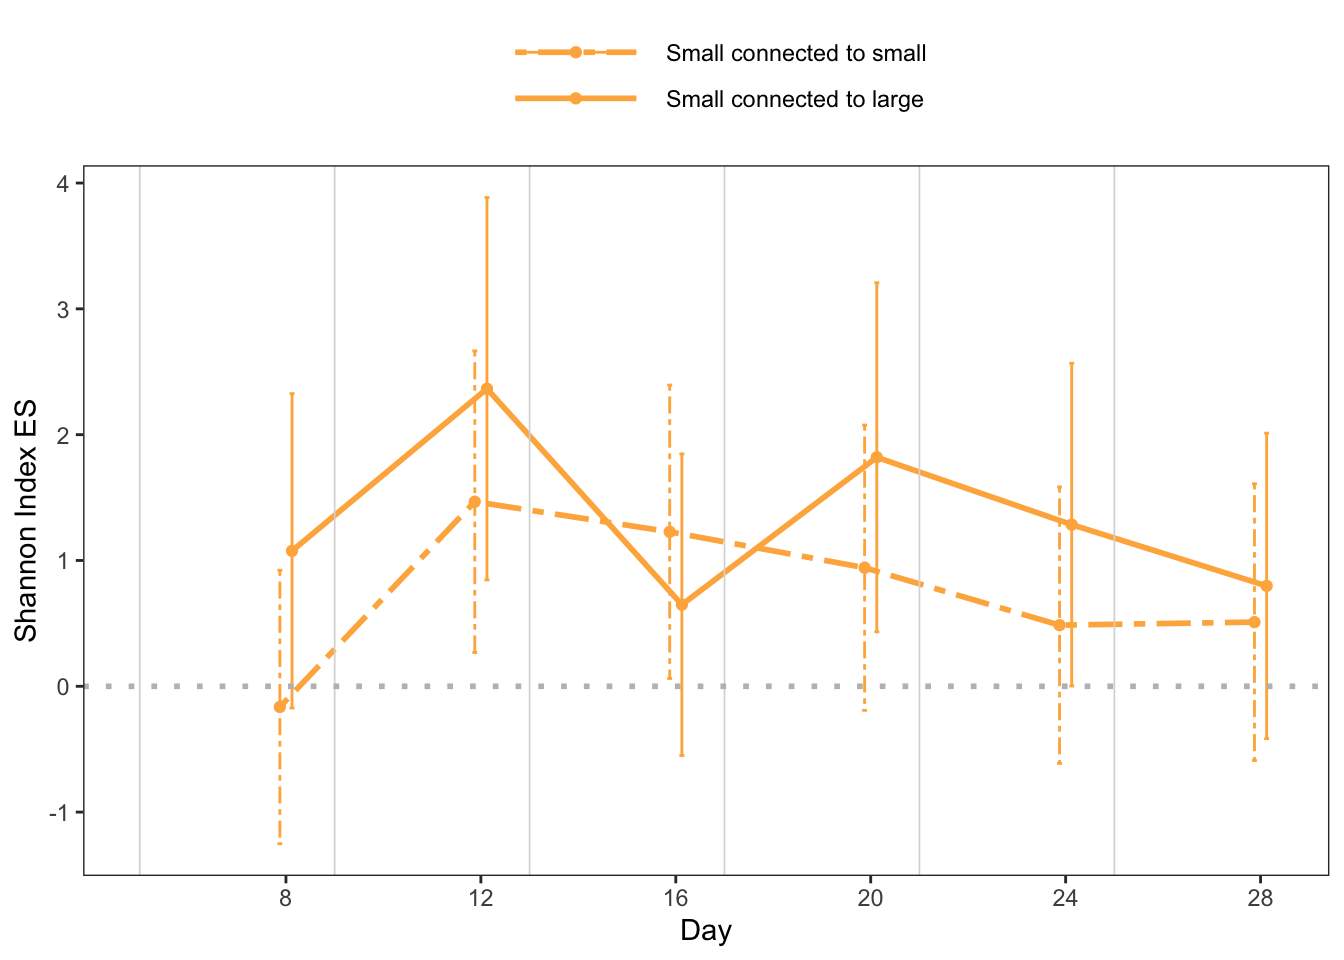 Small connected to small
Small connected to large
4
3
2
1
0
-1
Shannon Index ES
8 12 16 20 24 28
Day